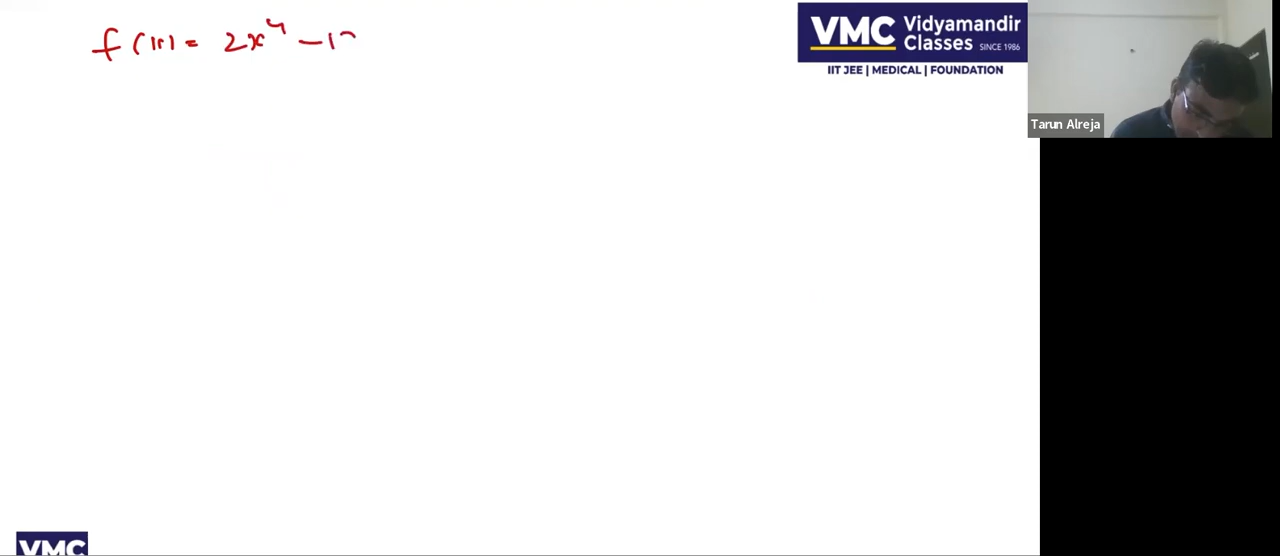 f(x) = 2x⁴ - 1
VMC Vidyamandir Classes SINCE 1986
IIT JEE | MEDICAL | FOUNDATION
Tarun Alreja
VMC